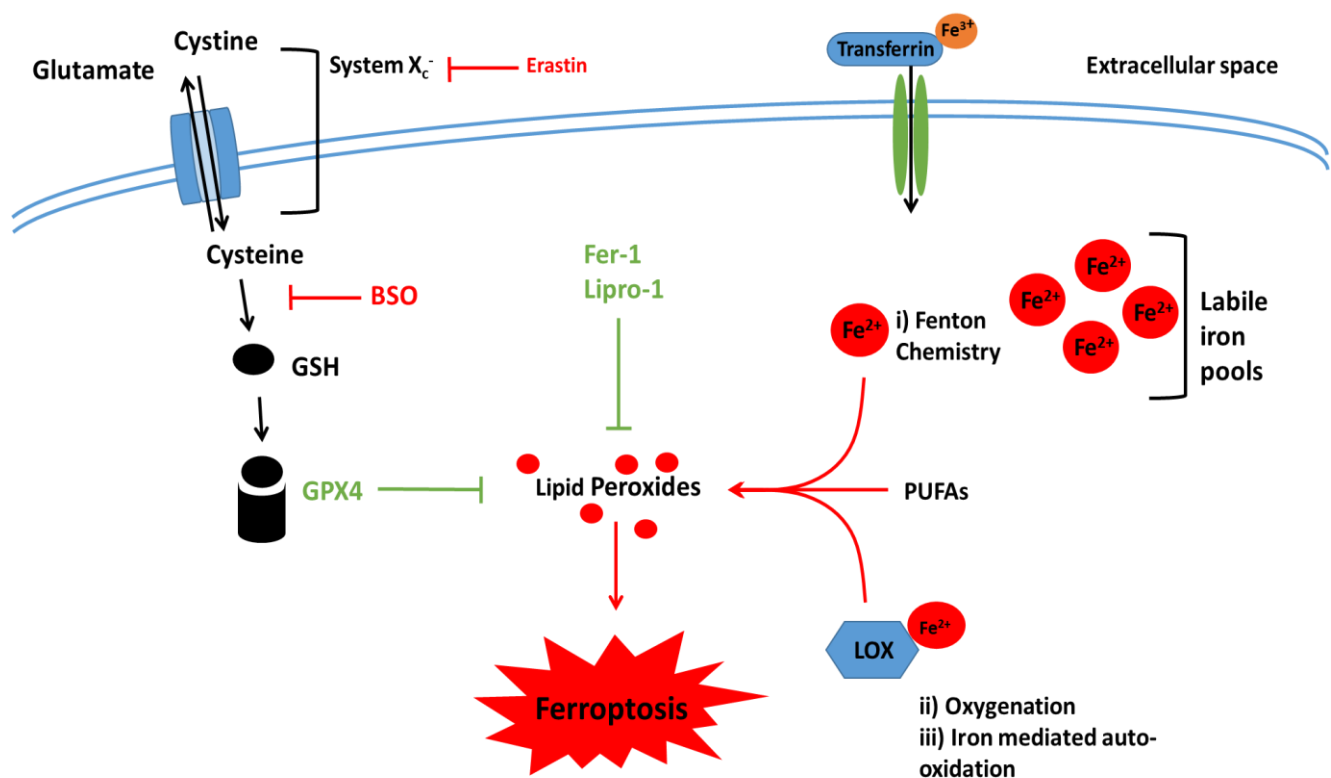 Cystine
Glutamate
System Xc-
Erastin
Transferrin
Fe3+
Extracellular space
Cysteine
BSO
GSH
GPX4
Fer-1
Lipro-1
Lipid Peroxides
Ferroptosis
Fe2+
i) Fenton
Chemistry
Fe2+
Fe2+
Fe2+
Fe2+
Labile
iron
pools
PUFAs
LOX
Fe2+
ii) Oxygenation
iii) Iron mediated auto-
oxidation